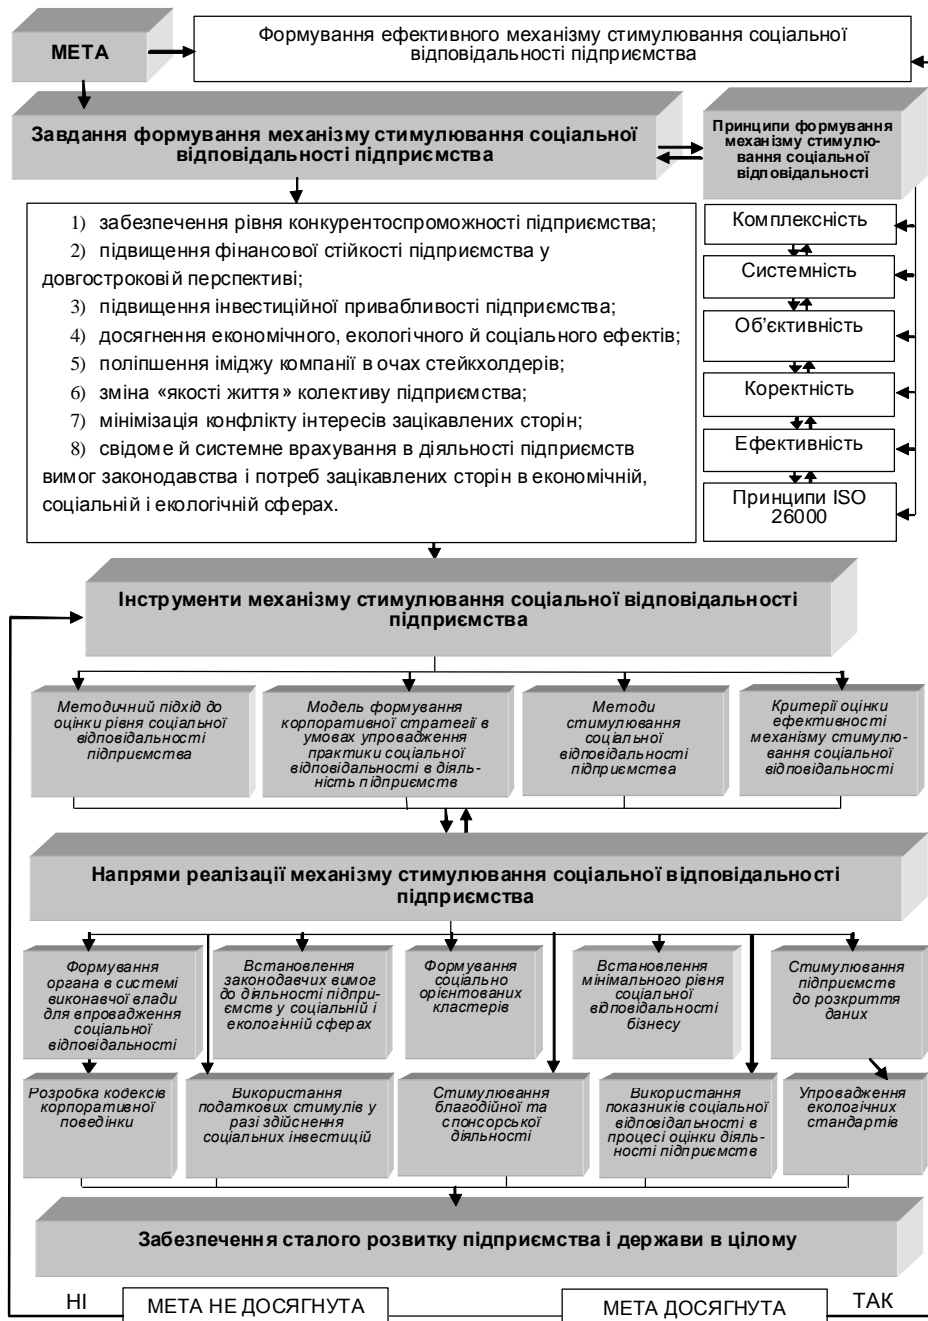 МЕТА
Формування ефективного механізму стимулювання соціальної
відповідальності підприємства
Завдання формування механізму стимулювання соціальної
відповідальності підприємства
Принципи формування
механізму стимулю-
вання соціальної
відповідальності
1) забезпечення рівня конкурентоспроможності підприємства;
2) підвищення фінансової стійкості підприємства у
довгостроковій перспективі;
3) підвищення інвестиційної привабливості підприємства;
4) досягнення економічного, екологічного й соціального ефектів;
5) поліпшення іміджу компанії в очах стейкхолдерів;
6) зміна «якості життя» колективу підприємства;
7) мінімізація конфлікту інтересів зацікавлених сторін;
8) свідоме й системне врахування в діяльності підприємств
вимог законодавства і потреб зацікавлених сторін в економічній,
соціальній і екологічній сферах.
Комплексність
Системність
Об’єктивність
Коректність
Ефективність
Принципи ISO
26000
Інструменти механізму стимулювання соціальної відповідальності
підприємства
Методичний підхід до
оцінки рівня соціальної
відповідальності
підприємства
Модель формування
корпоративної стратегії в
умовах упровадження
практики соціальної
відповідальності в діяль-
ність підприємств
Методи
стимулювання
соціальної
відповідальності
підприємства
Критерії оцінки
ефективності
механізму стимулю-
вання соціальної
відповідальності
Напрями реалізації механізму стимулювання соціальної відповідальності
підприємства
Формування
органа в системі
виконавчої влади
для впровадження
соціальної
відповідальності
Встановлення
законодавчих вимог
до діяльності підпри-
ємств у соціальній і
екологічній сферах
Формування
соціально
орієнтованих
кластерів
Встановлення
мінімального рівня
соціальної
відповідальності
бізнесу
Стимулювання
підприємств
до розкриття
даних
Розробка кодексів
корпоративної
поведінки
Використання
податкових стимулів у
разі здійснення
соціальних інвестицій
Стимулювання
благодійної та
спонсорської
діяльності
Використання
показників соціальної
відповідальності в
процесі оцінки діяль-
ності підприємств
Упровадження
екологічних
стандартів
Забезпечення сталого розвитку підприємства і держави в цілому
НІ
МЕТА НЕ ДОСЯГНУТА
МЕТА ДОСЯГНУТА
ТАК